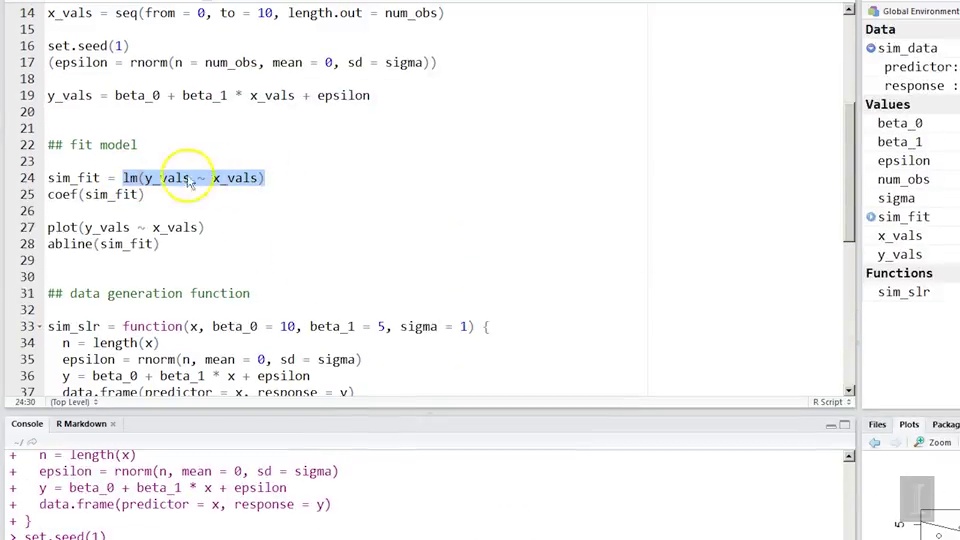 14 x_vals = seq(from = 0, to = 10, length.out = num_obs)
15
16 set.seed(1)
17 (epsilon = rnorm(n = num_obs, mean = 0, sd = sigma))
18
19 y_vals = beta_0 + beta_1 * x_vals + epsilon
20
21
22 ## fit model
23
24 sim_fit = lm(y_vals ~ x_vals)
25 coef(sim_fit)
26
27 plot(y_vals ~ x_vals)
28 abline(sim_fit)
29
30
31 ## data generation function
32
33 sim_slr = function(x, beta_0 = 10, beta_1 = 5, sigma = 1) {
34 n = length(x)
35 epsilon = rnorm(n, mean = 0, sd = sigma)
36 y = beta_0 + beta_1 * x + epsilon
37 data.frame(predictor = x, response = y)
24:30 (Top Level) R Script
Console R Markdown
~/
+ n = length(x)
+ epsilon = rnorm(n, mean = 0, sd = sigma)
+ y = beta_0 + beta_1 * x + epsilon
+ data.frame(predictor = x, response = y)
+ }
> set.seed(1)
Global Environment
Data
sim_data
predictor:
response :
Values
beta_0
beta_1
epsilon
num_obs
sigma
sim_fit
x_vals
y_vals
Functions
sim_slr
Files Plots Packag
Zoom
5